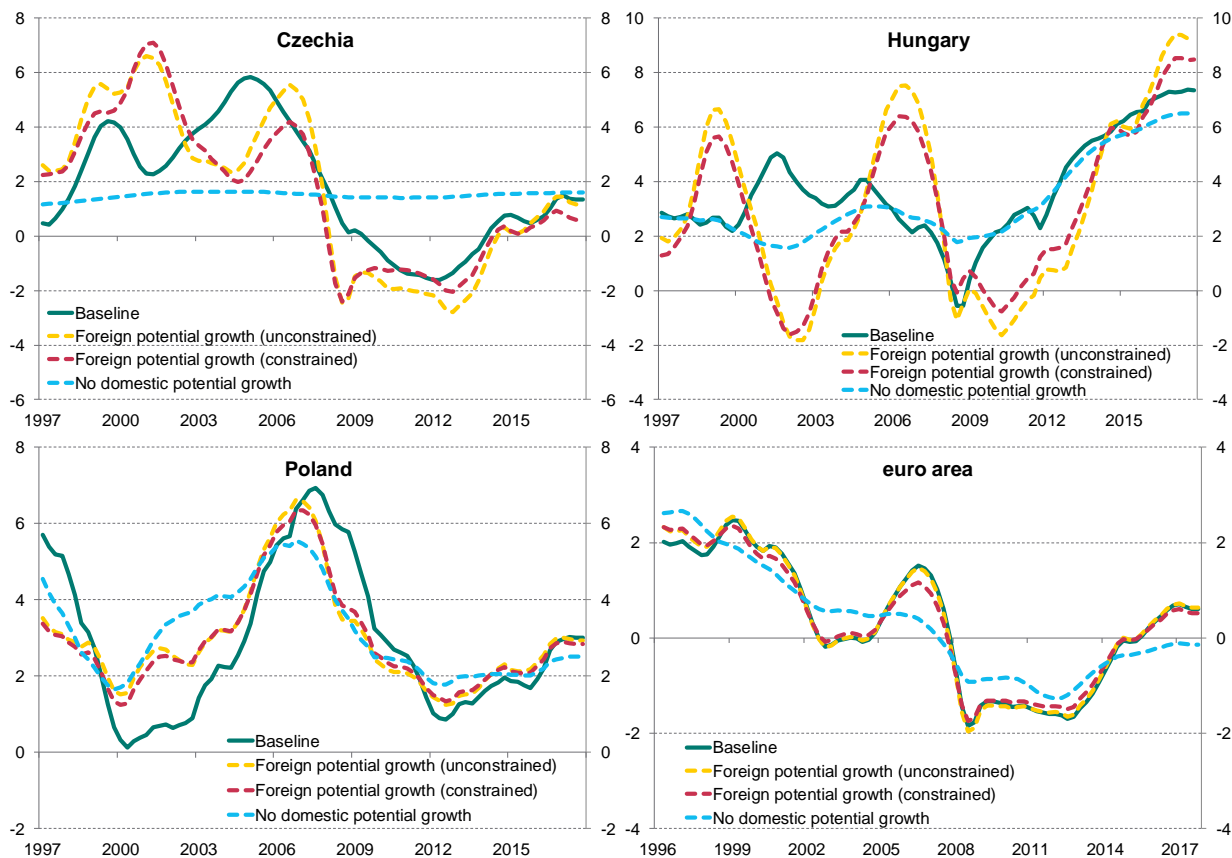 Czechia
8 8
6 6
4 4
2 2
0 0
-2 -2
-4 -4
-6 -6
Baseline
Foreign potential growth (unconstrained)
Foreign potential growth (constrained)
No domestic potential growth
1997 2000 2003 2006 2009 2012 2015
Hungary
10 10
8 8
6 6
4 4
2 2
0 0
-2 -2
-4 -4
Baseline
Foreign potential growth (unconstrained)
Foreign potential growth (constrained)
No domestic potential growth
1997 2000 2003 2006 2009 2012 2015
Poland
8 8
6 6
4 4
2 2
0 0
-2 -2
Baseline
Foreign potential growth (unconstrained)
Foreign potential growth (constrained)
No domestic potential growth
1997 2000 2003 2006 2009 2012 2015
euro area
4 4
2 2
0 0
-2 -2
-4 -4
Baseline
Foreign potential growth (unconstrained)
Foreign potential growth (constrained)
No domestic potential growth
1996 1999 2002 2005 2008 2011 2014 2017